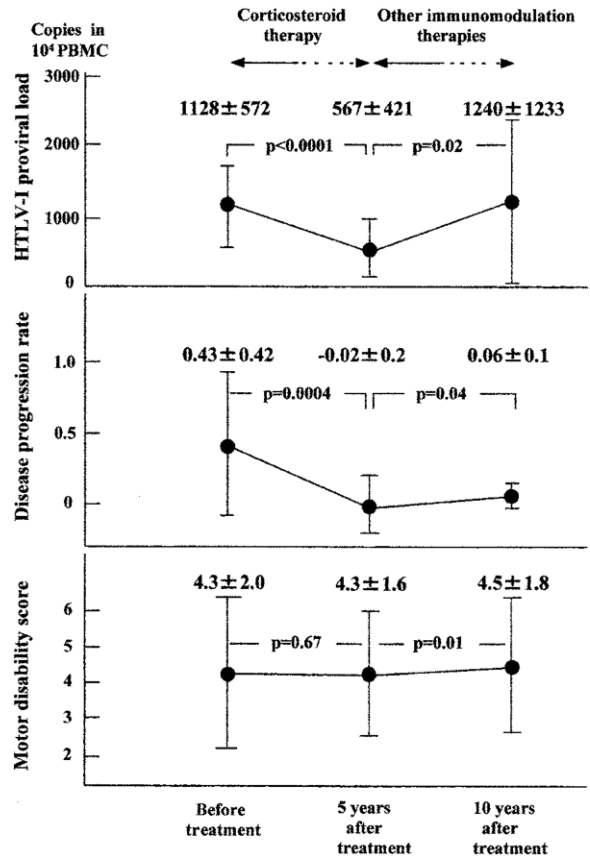 Copies in
10⁴ PBMC
Corticosteroid
therapy
Other immunomodulation
therapies
HTLV-I proviral load
3000
2000
1000
0
1128±572
567±421
1240±1233
p<0.0001
p=0.02
Disease progression rate
1.0
0.5
0
0.43±0.42
-0.02±0.2
0.06±0.1
p=0.0004
p=0.04
Motor disability score
6
5
4
3
2
4.3±2.0
4.3±1.6
4.5±1.8
p=0.67
p=0.01
Before
treatment
5 years
after
treatment
10 years
after
treatment